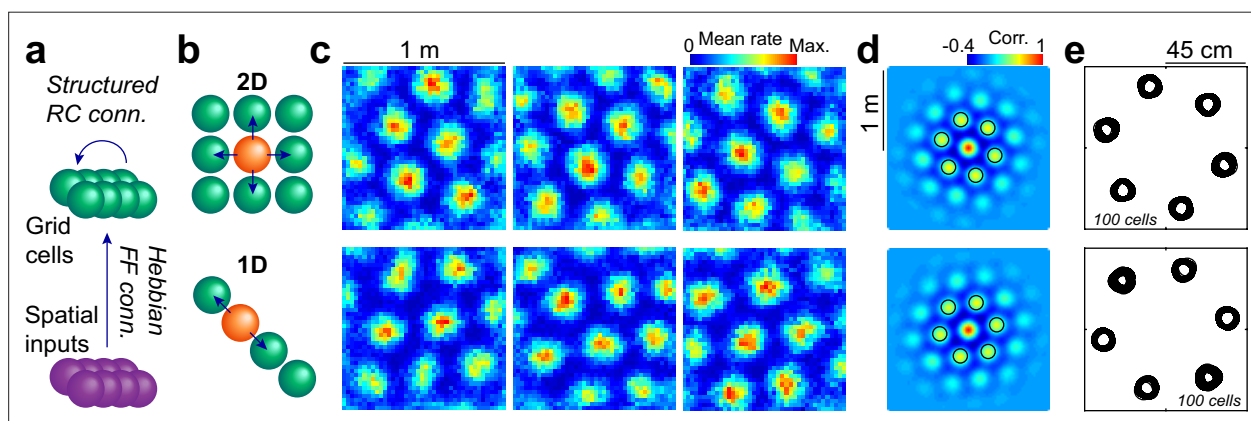 a
Structured
RC conn.
Grid
cells
Hebbian
FF conn.
Spatial
inputs
b
2D
1D
c
1 m
0 Mean rate Max.
d
Corr.
-0.4 1
1 m
e
45 cm
100 cells
100 cells